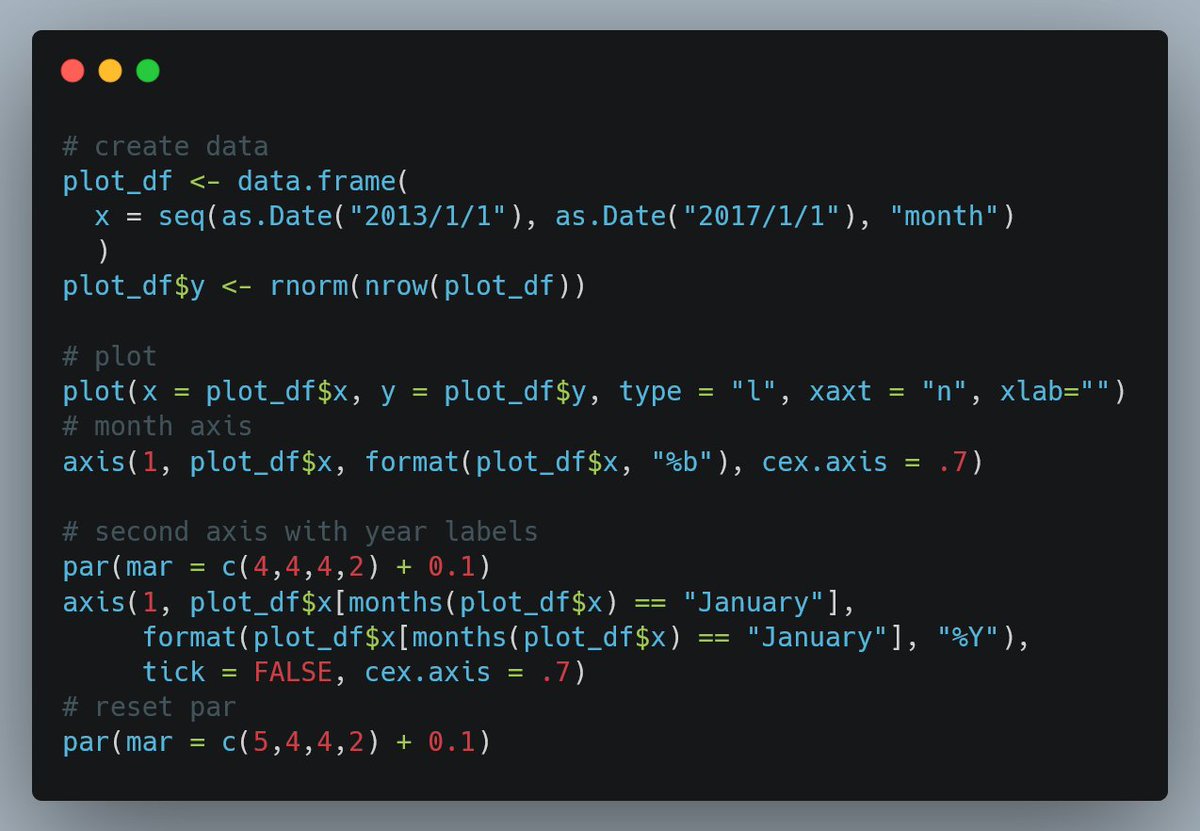 # create data
plot_df <- data.frame(
  x = seq(as.Date("2013/1/1"), as.Date("2017/1/1"), "month")
  )
plot_df$y <- rnorm(nrow(plot_df))

# plot
plot(x = plot_df$x, y = plot_df$y, type = "l", xaxt = "n", xlab="")
# month axis
axis(1, plot_df$x, format(plot_df$x, "%b"), cex.axis = .7)

# second axis with year labels
par(mar = c(4,4,4,2) + 0.1)
axis(1, plot_df$x[months(plot_df$x) == "January"],
     format(plot_df$x[months(plot_df$x) == "January"], "%Y"),
     tick = FALSE, cex.axis = .7)
# reset par
par(mar = c(5,4,4,2) + 0.1)